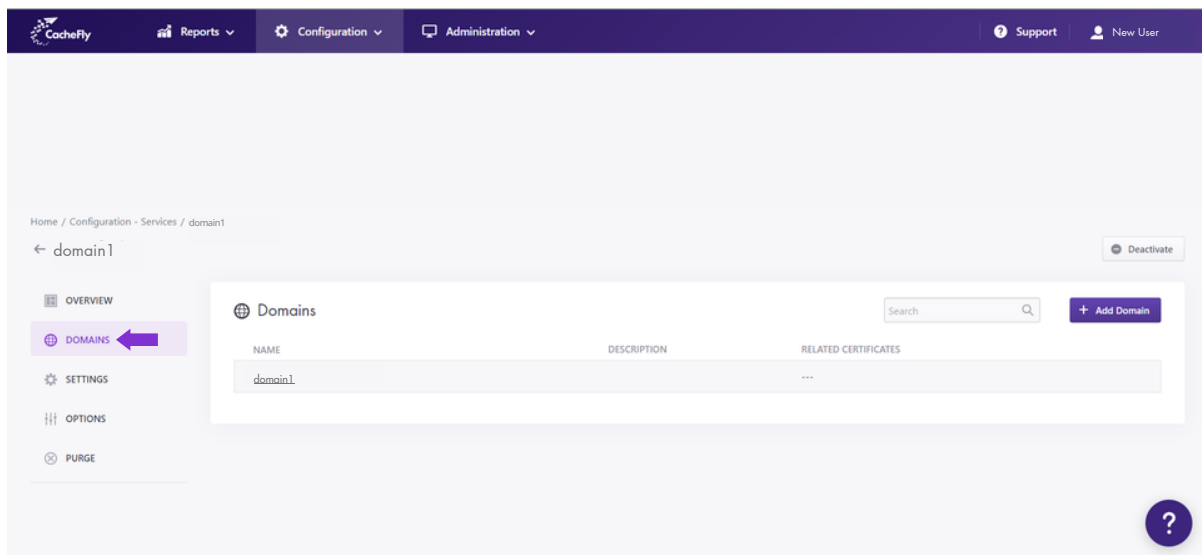 CacheFly Reports Configuration Administration ? Support New User
Home / Configuration - Services / domain1
← domain1 Deactivate
OVERVIEW
DOMAINS
SETTINGS
OPTIONS
PURGE
Domains Search + Add Domain
NAME DESCRIPTION RELATED CERTIFICATES
domain1 ---
?